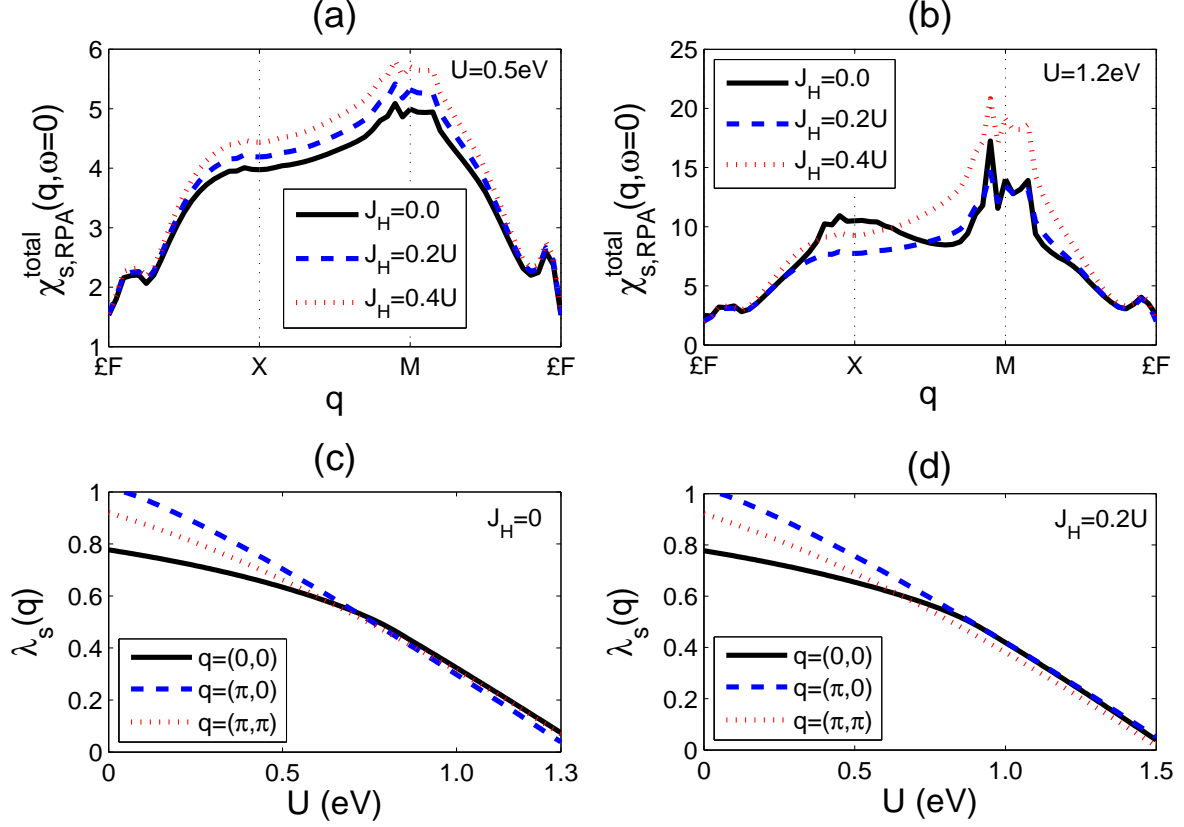 (a)
6
5
4
3
2
1
χ_{s,RPA}^{total}(q,ω=0)
U=0.5eV
J_H=0.0
J_H=0.2U
J_H=0.4U
£F X M £F
q
(b)
25
20
15
10
5
0
χ_{s,RPA}^{total}(q,ω=0)
U=1.2eV
J_H=0.0
J_H=0.2U
J_H=0.4U
£F X M £F
q
(c)
1
0.8
0.6
0.4
0.2
0
λ_s(q)
J_H=0
q=(0,0)
q=(π,0)
q=(π,π)
0 0.5 1.0 1.3
U (eV)
(d)
1
0.8
0.6
0.4
0.2
0
λ_s(q)
J_H=0.2U
q=(0,0)
q=(π,0)
q=(π,π)
0 0.5 1.0 1.5
U (eV)